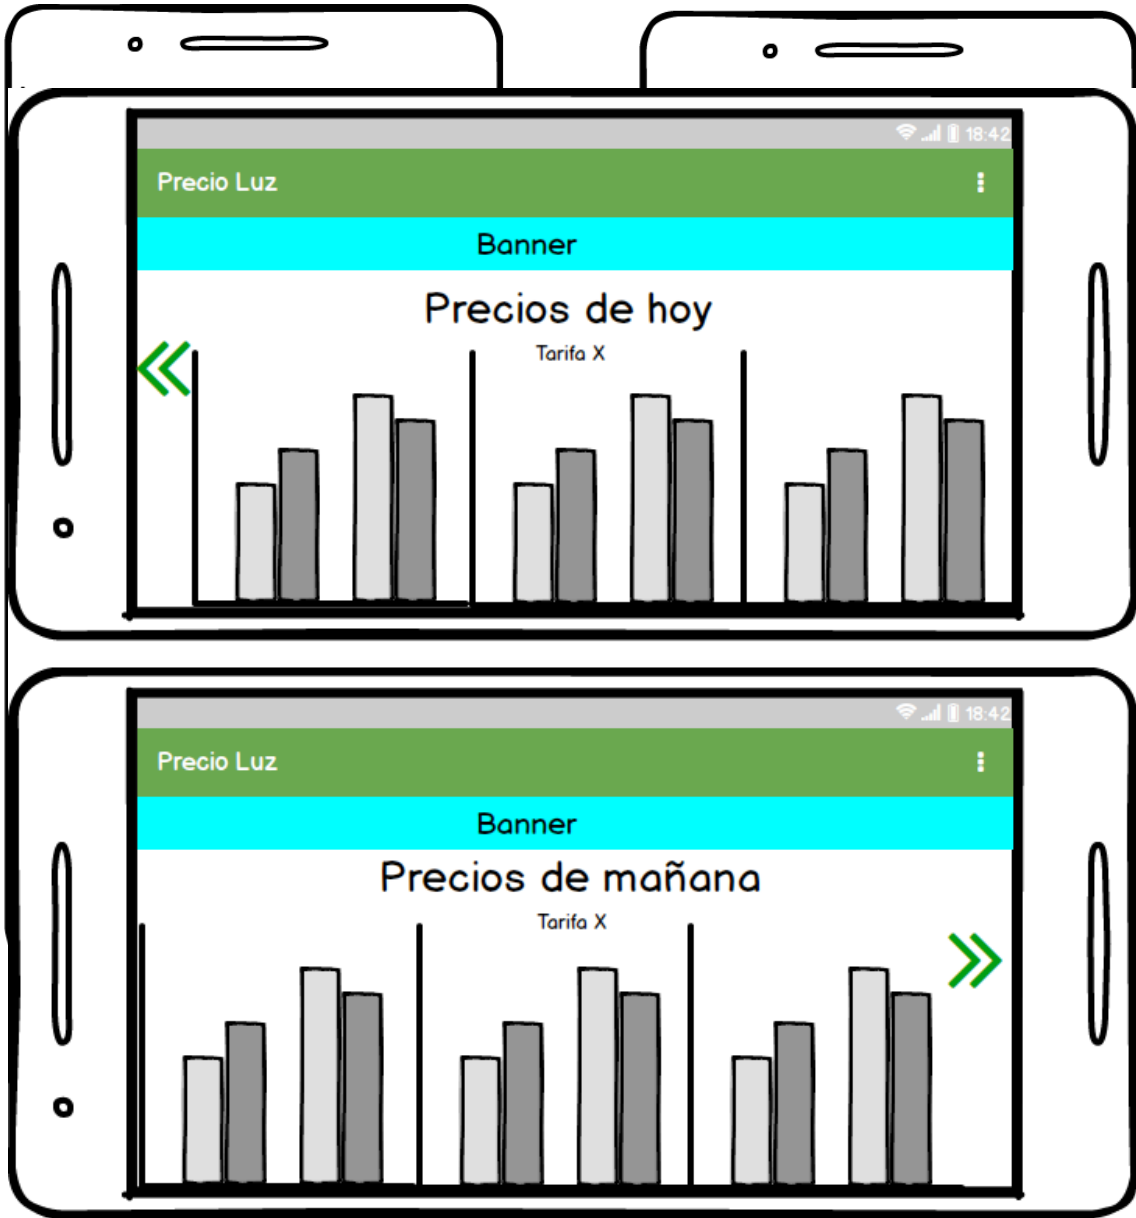 18:42
Precio Luz
Banner
Precios de hoy
Tarifa X
18:42
Precio Luz
Banner
Precios de mañana
Tarifa X